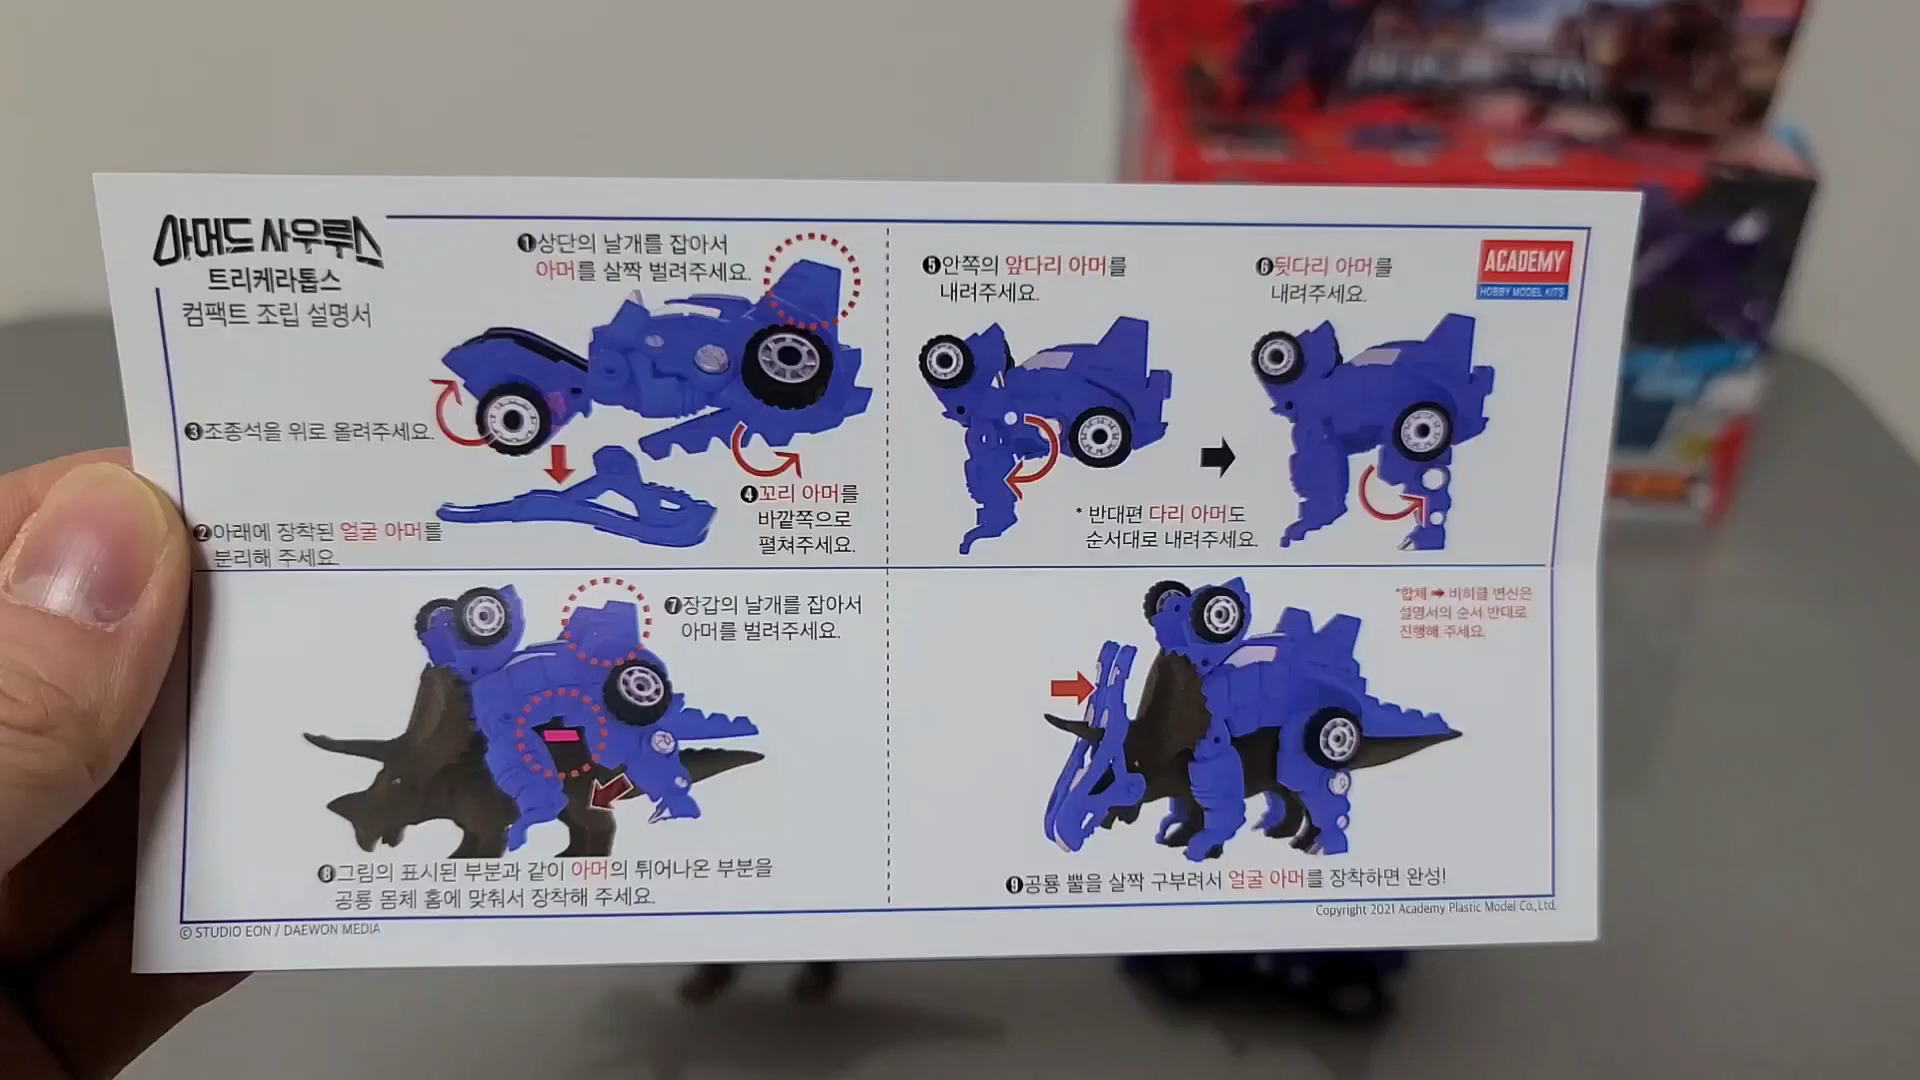 아머드 사우루스
트리케라톱스
컴팩트 조립 설명서
❶상단의 날개를 잡아서
아머를 살짝 벌려주세요.
❸조종석을 위로 올려주세요.
❷아래에 장착된 얼굴 아머를
분리해 주세요.
❹꼬리 아머를
바깥쪽으로
펼쳐주세요.
❺안쪽의 앞다리 아머를
내려주세요.
❻뒷다리 아머를
내려주세요.
* 반대편 다리 아머도
순서대로 내려주세요.
ACADEMY
HOBBY MODEL KITS
❼장갑의 날개를 잡아서
아머를 벌려주세요.
❽그림의 표시된 부분과 같이 아머의 튀어나온 부분을
공룡 몸체 홈에 맞춰서 장착해 주세요.
*합체 ➡ 비히클 변신은
설명서의 순서 반대로
진행해 주세요.
❾공룡 뿔을 살짝 구부려서 얼굴 아머를 장착하면 완성!
© STUDIO EON / DAEWON MEDIA
Copyright 2021 Academy Plastic Model Co.,Ltd.